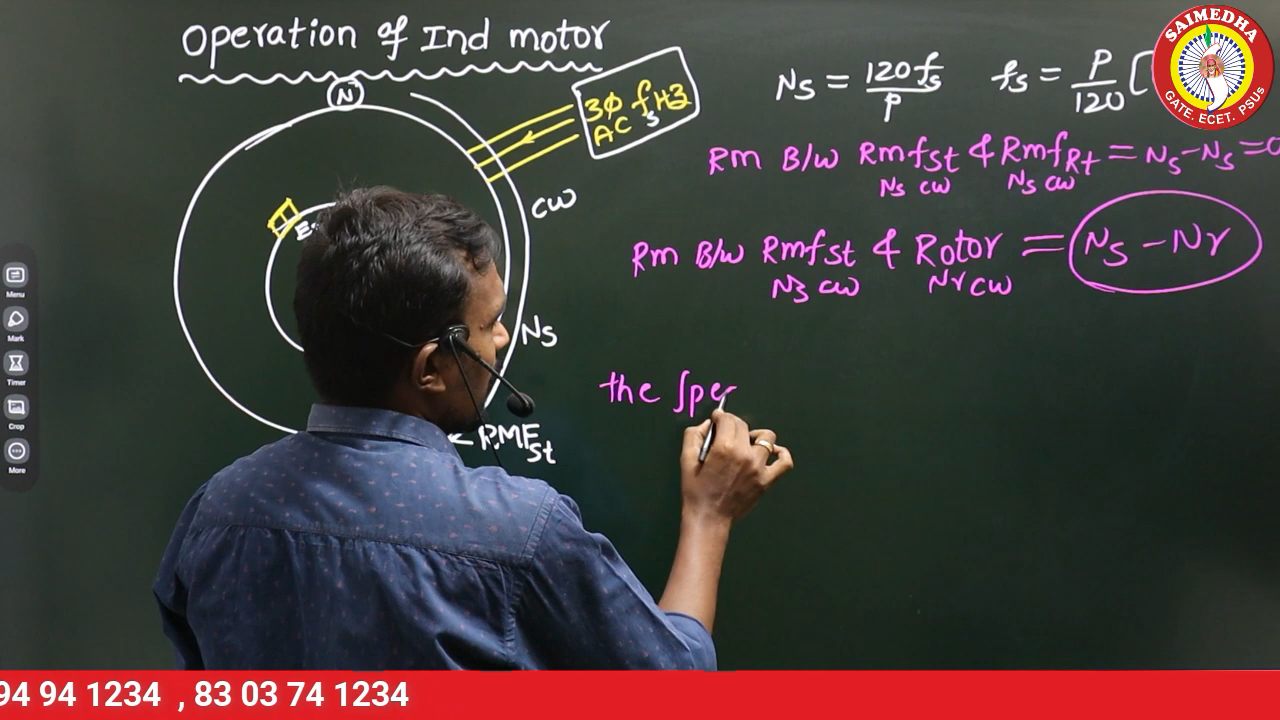 Operation of Ind motor
N
3Φ fs Hz
AC
CW
Ns
RMFst
Ns = 120fs/P fs = P/120 [
Rm B/w Rmfst & RmfRt = Ns-Ns=0
Ns CW Ns CW
Rm B/w Rmfst & Rotor = Ns - Nr
Ns CW Nr CW
the spe
SAIMEDHA
GATE. ECET. PSUs
Menu
Mark
Timer
Crop
More
94 94 1234 , 83 03 74 1234